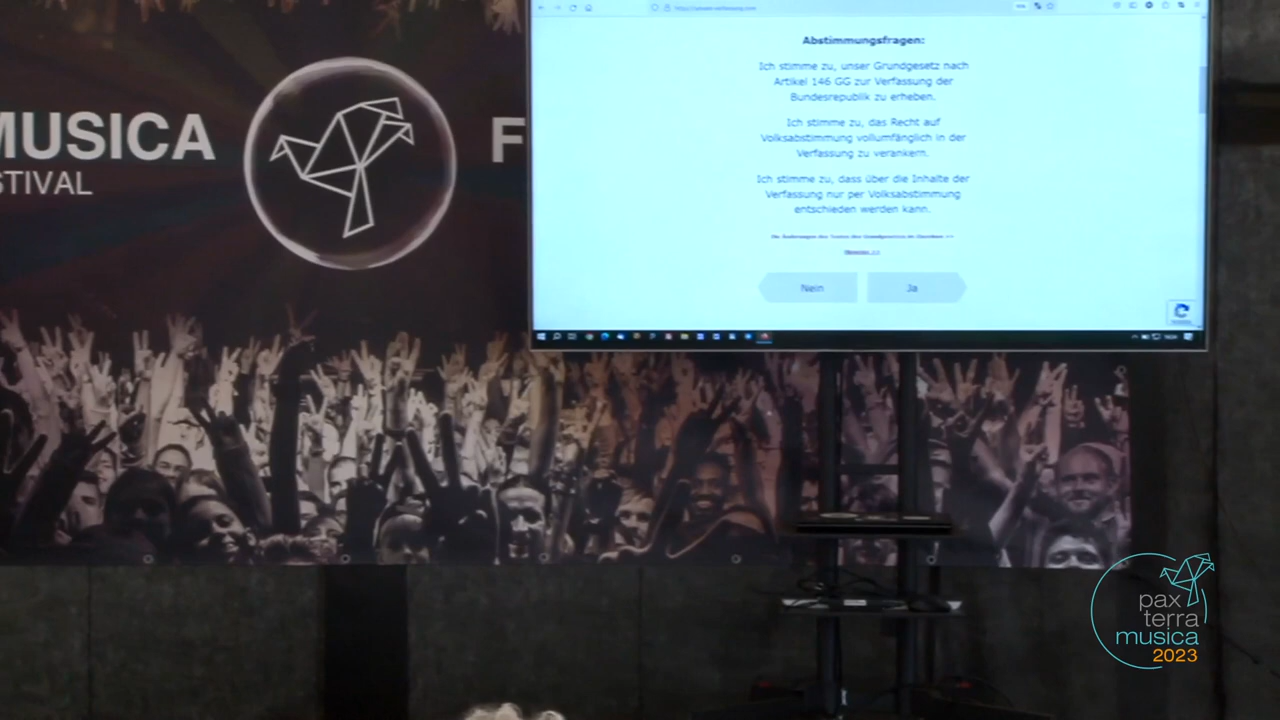 MUSICA
STIVAL
F
Abstimmungsfragen:
Ich stimme zu, unser Grundgesetz nach
Artikel 146 GG zur Verfassung der
Bundesrepublik zu erheben.
Ich stimme zu, das Recht auf
Volksabstimmung vollumfänglich in der
Verfassung zu verankern.
Ich stimme zu, dass über die Inhalte der
Verfassung nur per Volksabstimmung
entschieden werden kann.
Nein
Ja
pax
terra
musica
2023